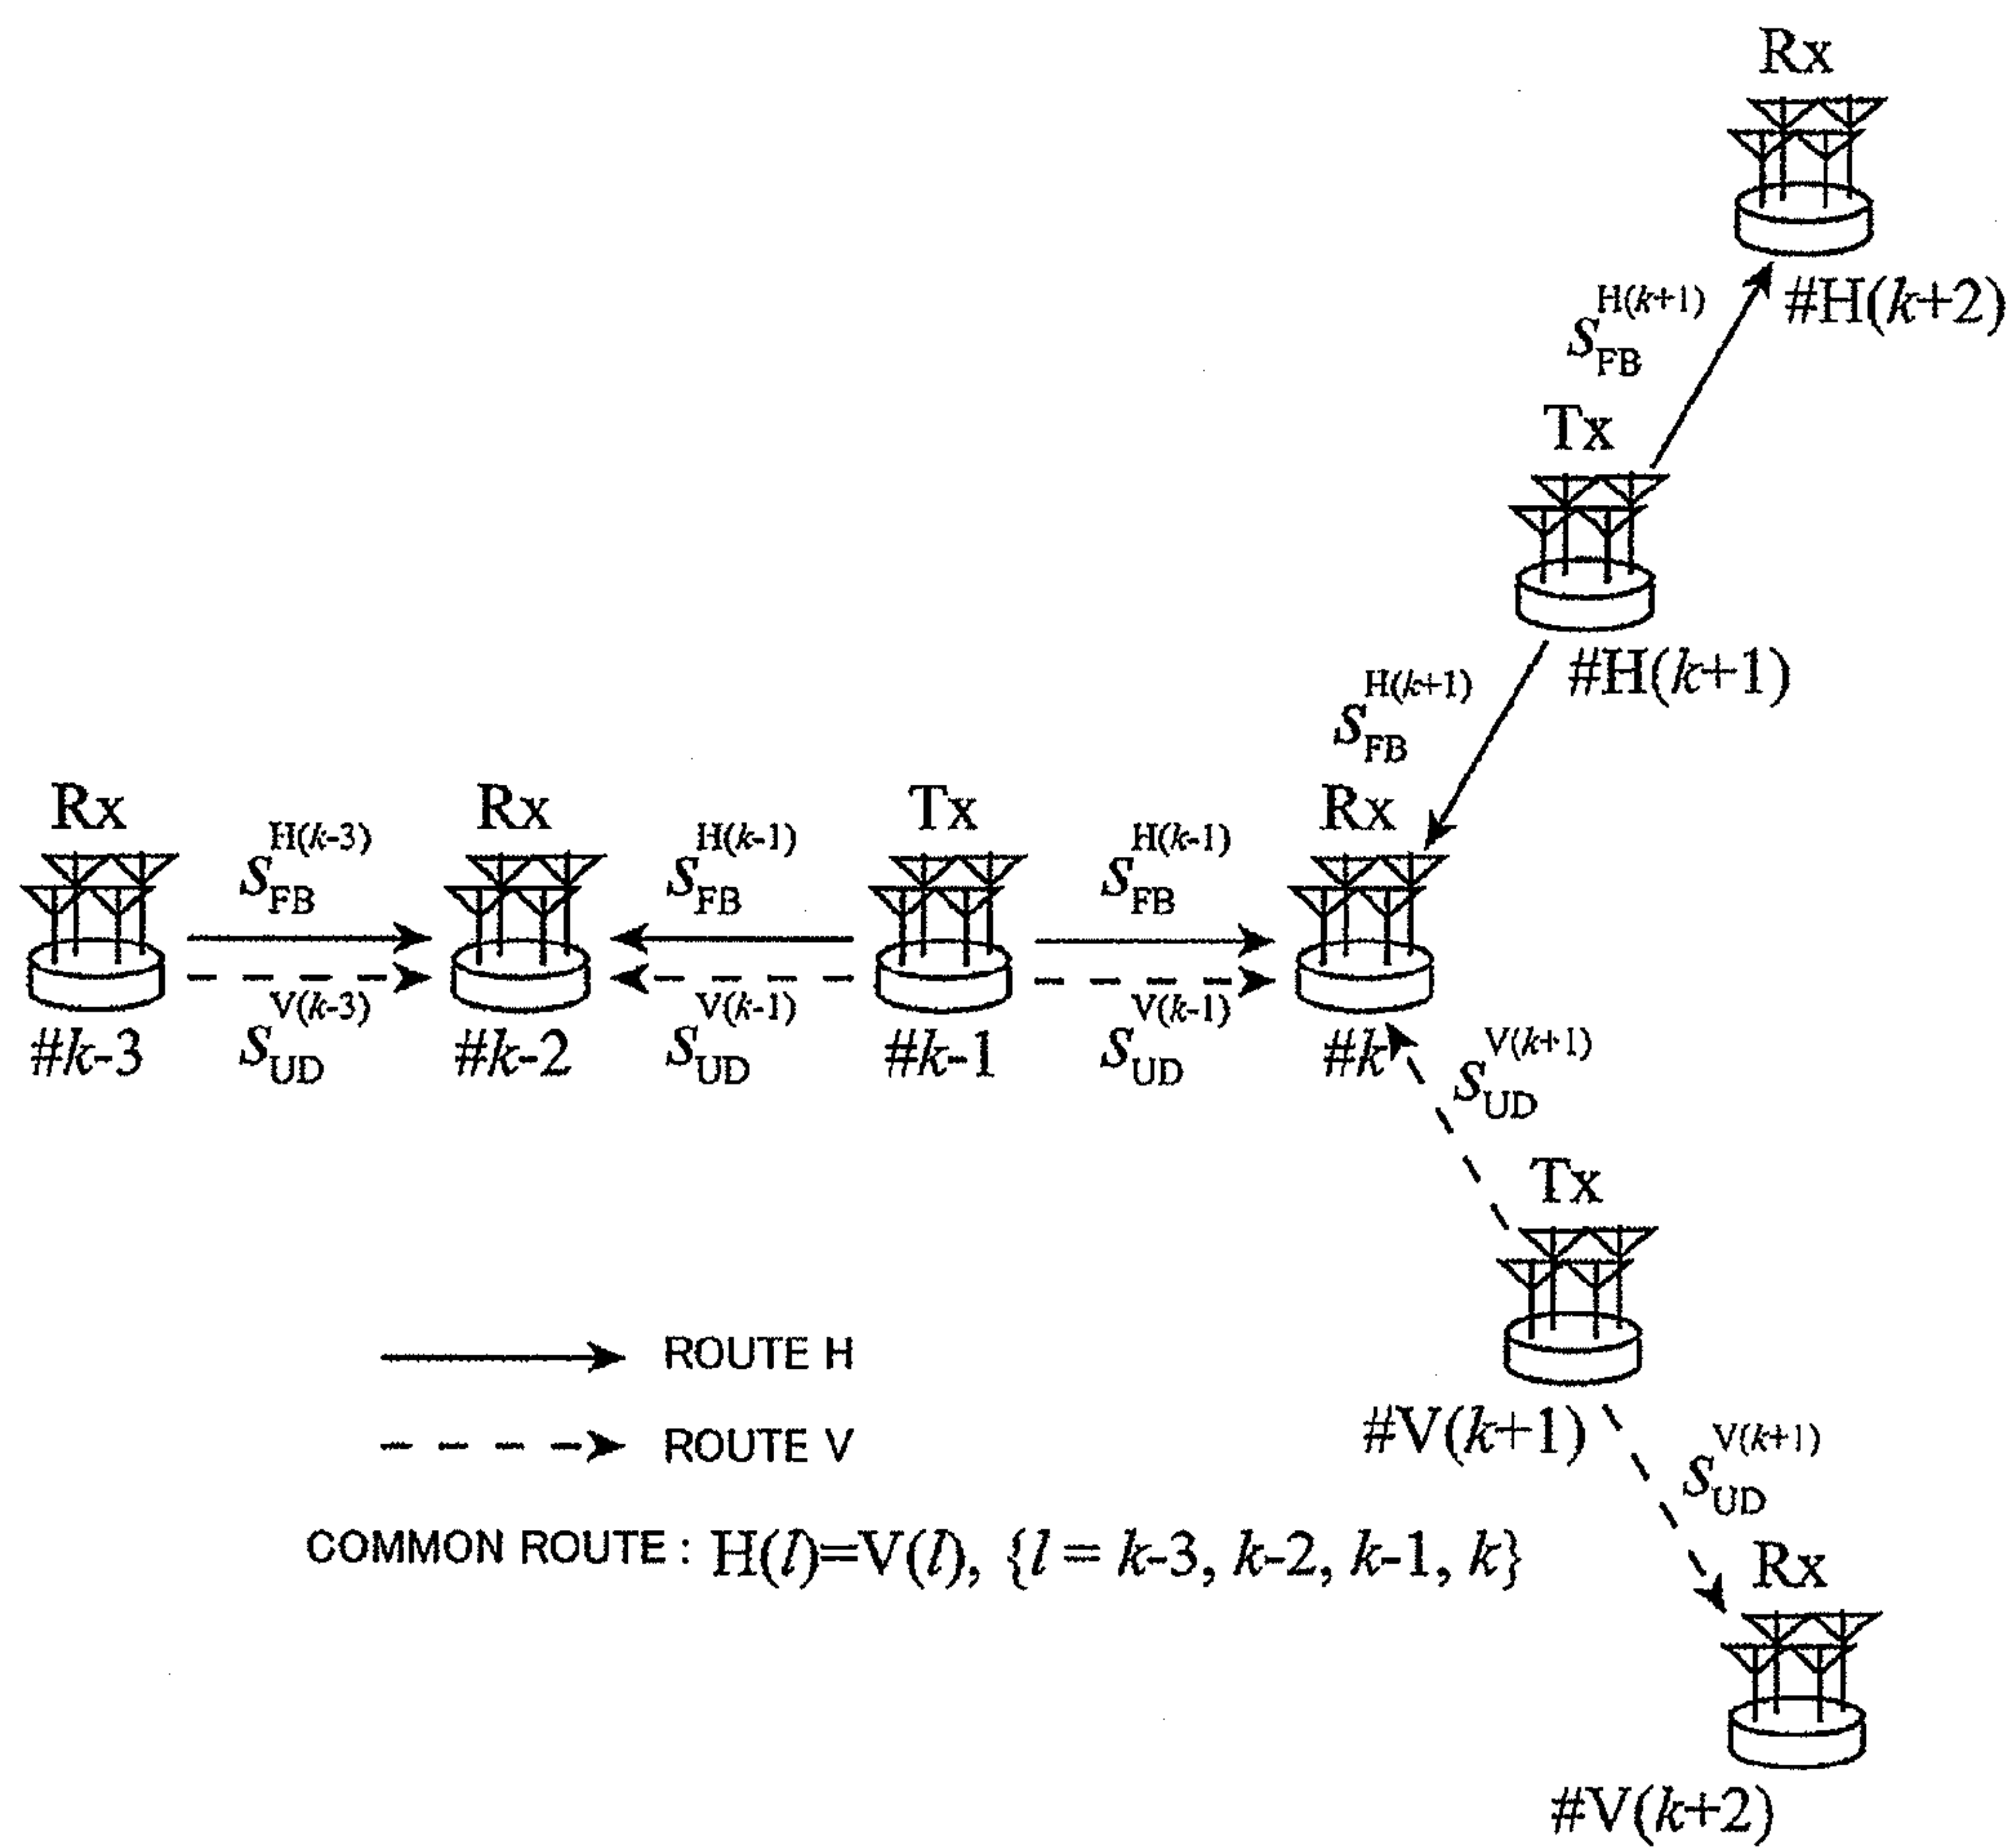 Rx
#H(k+2)
S_FB^H(k+1)
Tx
#H(k+1)
S_FB^H(k+1)
Rx
Rx
Tx
Rx
S_FB^H(k-3)
S_FB^H(k-1)
S_FB^H(k-1)
S_UD^V(k-3)
S_UD^V(k-1)
S_UD^V(k-1)
#k-3
#k-2
#k-1
#k
S_UD^V(k+1)
Tx
#V(k+1)
S_UD^V(k+1)
Rx
#V(k+2)
ROUTE H
ROUTE V
COMMON ROUTE : H(l)=V(l), {l = k-3, k-2, k-1, k}